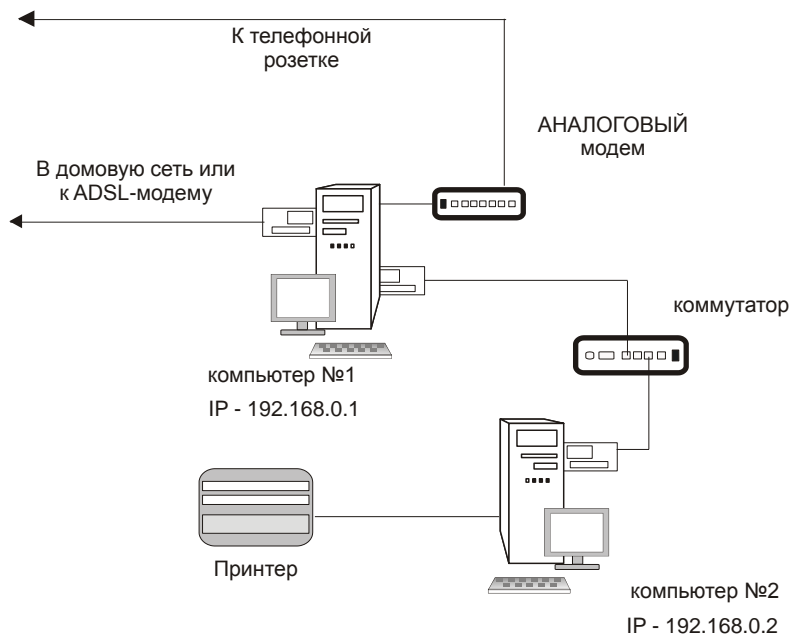 К телефонной
розетке
АНАЛОГОВЫЙ
модем
В домовую сеть или
к ADSL-модему
коммутатор
компьютер №1
IP - 192.168.0.1
Принтер
компьютер №2
IP - 192.168.0.2